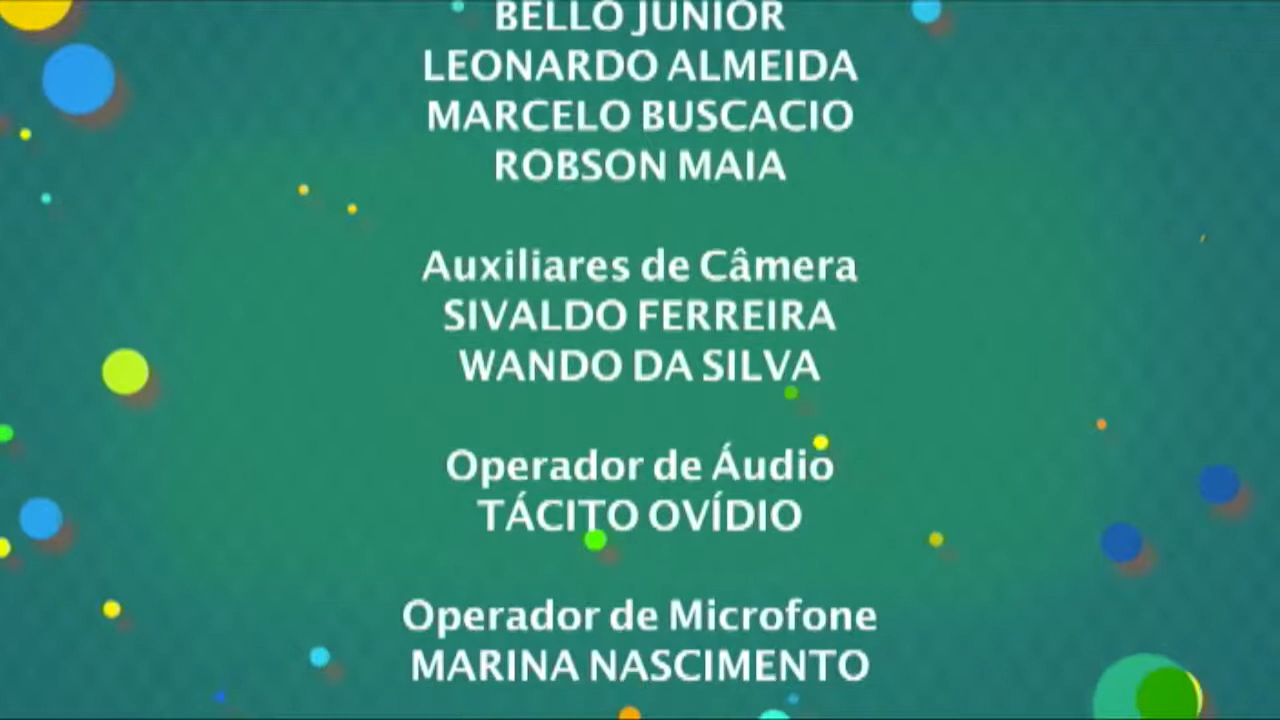 BELLO JUNIOR
LEONARDO ALMEIDA
MARCELO BUSCACIO
ROBSON MAIA
Auxiliares de Câmera
SIVALDO FERREIRA
WANDO DA SILVA
Operador de Áudio
TÁCITO OVÍDIO
Operador de Microfone
MARINA NASCIMENTO